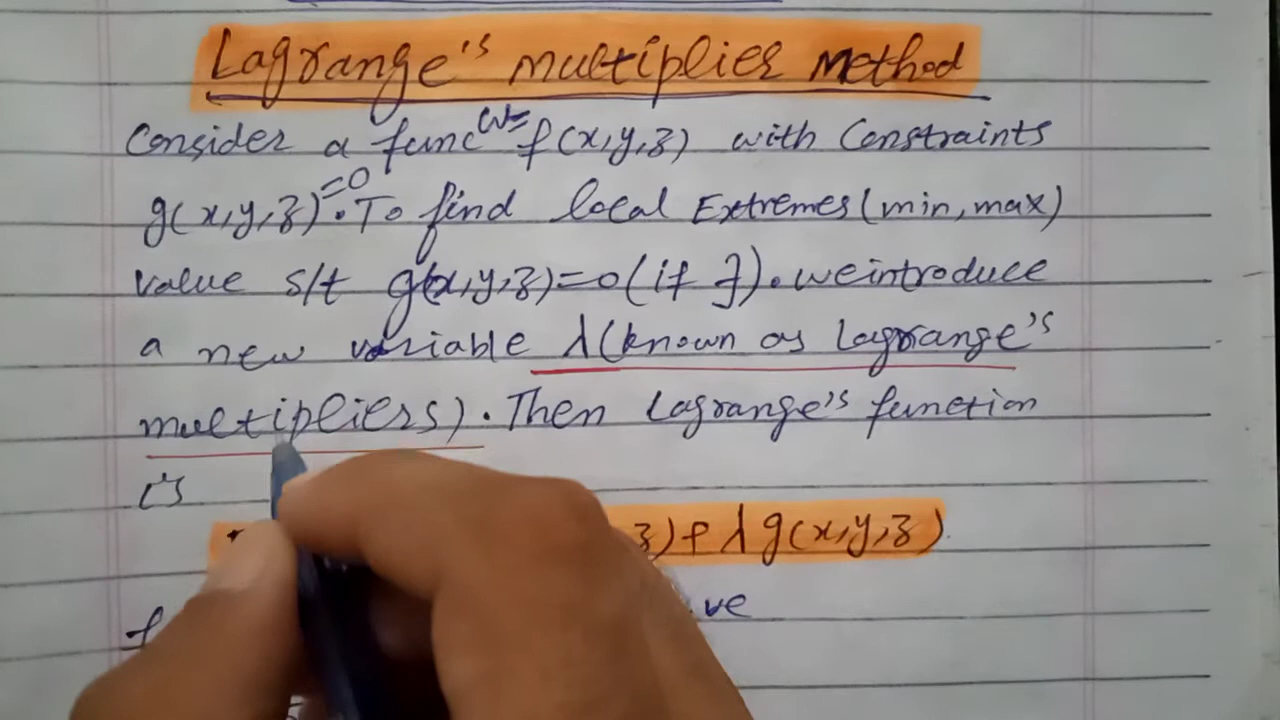 Lagrange's multiplier Method
Consider a func w= f(x,y,z) with Constraints
g(x,y,z)=0. To find local Extremes (min, max)
value s/t g(x,y,z)=0 (if ∃). we introduce
a new variable λ (known as Lagrange's
multipliers). Then Lagrange's function
is
z) + λ g(x,y,z)
ve